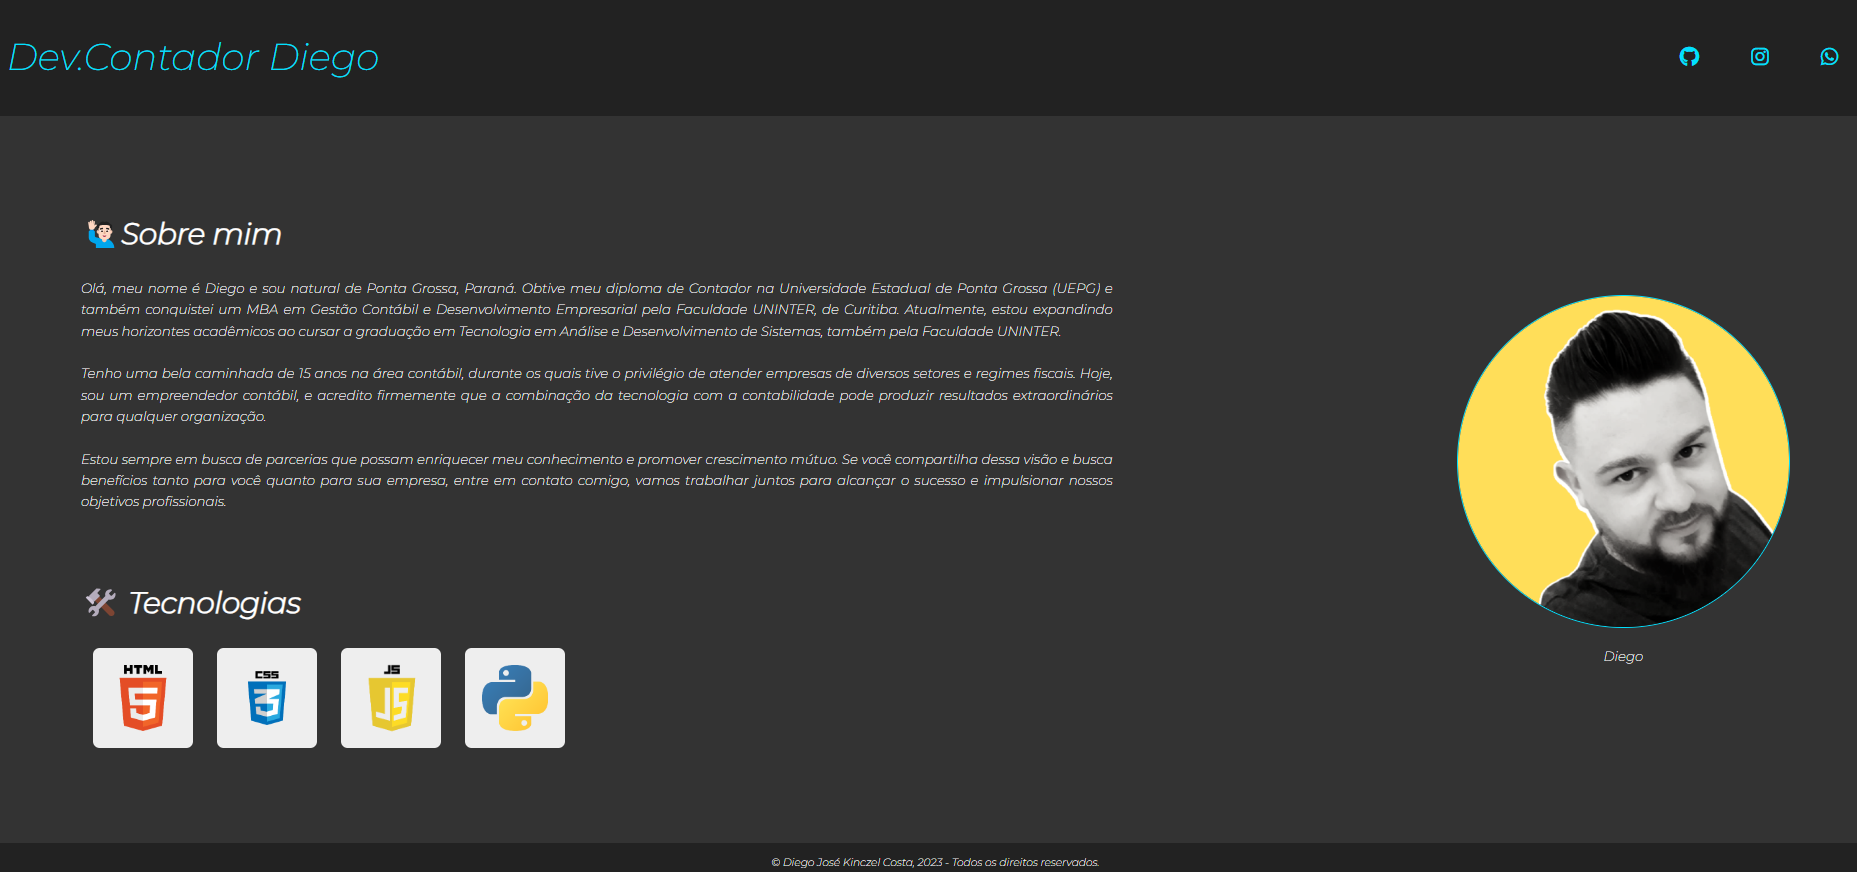 Dev.Contador Diego
Sobre mim
Olá, meu nome é Diego e sou natural de Ponta Grossa, Paraná. Obtive meu diploma de Contador na Universidade Estadual de Ponta Grossa (UEPG) e
também conquistei um MBA em Gestão Contábil e Desenvolvimento Empresarial pela Faculdade UNINTER, de Curitiba. Atualmente, estou expandindo
meus horizontes acadêmicos ao cursar a graduação em Tecnologia em Análise e Desenvolvimento de Sistemas, também pela Faculdade UNINTER.
Tenho uma bela caminhada de 15 anos na área contábil, durante os quais tive o privilégio de atender empresas de diversos setores e regimes fiscais. Hoje,
sou um empreendedor contábil, e acredito firmemente que a combinação da tecnologia com a contabilidade pode produzir resultados extraordinários
para qualquer organização.
Estou sempre em busca de parcerias que possam enriquecer meu conhecimento e promover crescimento mútuo. Se você compartilha dessa visão e busca
benefícios tanto para você quanto para sua empresa, entre em contato comigo, vamos trabalhar juntos para alcançar o sucesso e impulsionar nossos
objetivos profissionais.
Diego
Tecnologias
HTML 5
CSS 3
JS JS
© Diego José Kinczel Costa, 2023 - Todos os direitos reservados.